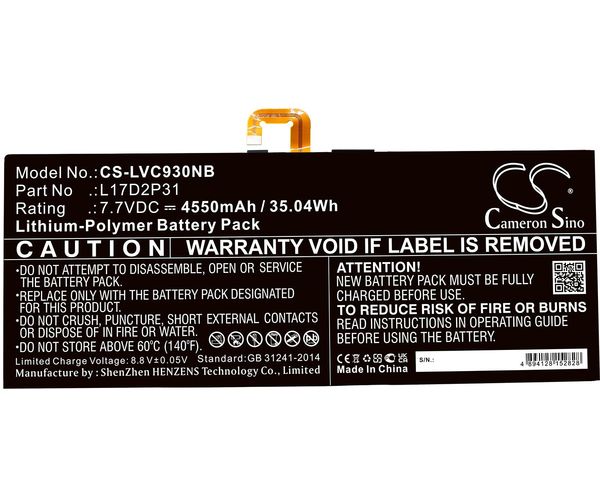 Model No.: CS-LVC930NB
Part No : L17D2P31
Rating : 7.7VDC ⎓ 4550mAh / 35.04Wh
Lithium-Polymer Battery Pack
CS
Cameron Sino
CAUTION WARRANTY VOID IF LABEL IS REMOVED
*DO NOT ATTEMPT TO DISASSEMBLE, OPEN OR SERVICE
THE BATTERY PACK.
*REPLACE ONLY WITH THE BATTERY PACK DESIGNATED
FOR THIS PRODUCT.
*DO NOT CRUSH, PUNCTURE, SHORT EXTERNAL CONTACTS
OR DISPOSE OF IN FIRE OR WATER.
*DO NOT STORE ABOVE 60°C (140°F).
Limited Charge Voltage: 8.8V±0.05V Standard:GB 31241-2014
Manufacture by : ShenZhen HENZENS Technology Co., Ltd.
ATTENTION!
NEW BATTERY PACK MUST BE FULLY
CHARGED BEFORE USE.
TO REDUCE RISK OF FIRE OR BURNS
READ INSTRUCTIONS IN OPERATING GUIDE
BEFORE USING BATTERY.
CE
Made In China
S/N.:
4 894128 152828